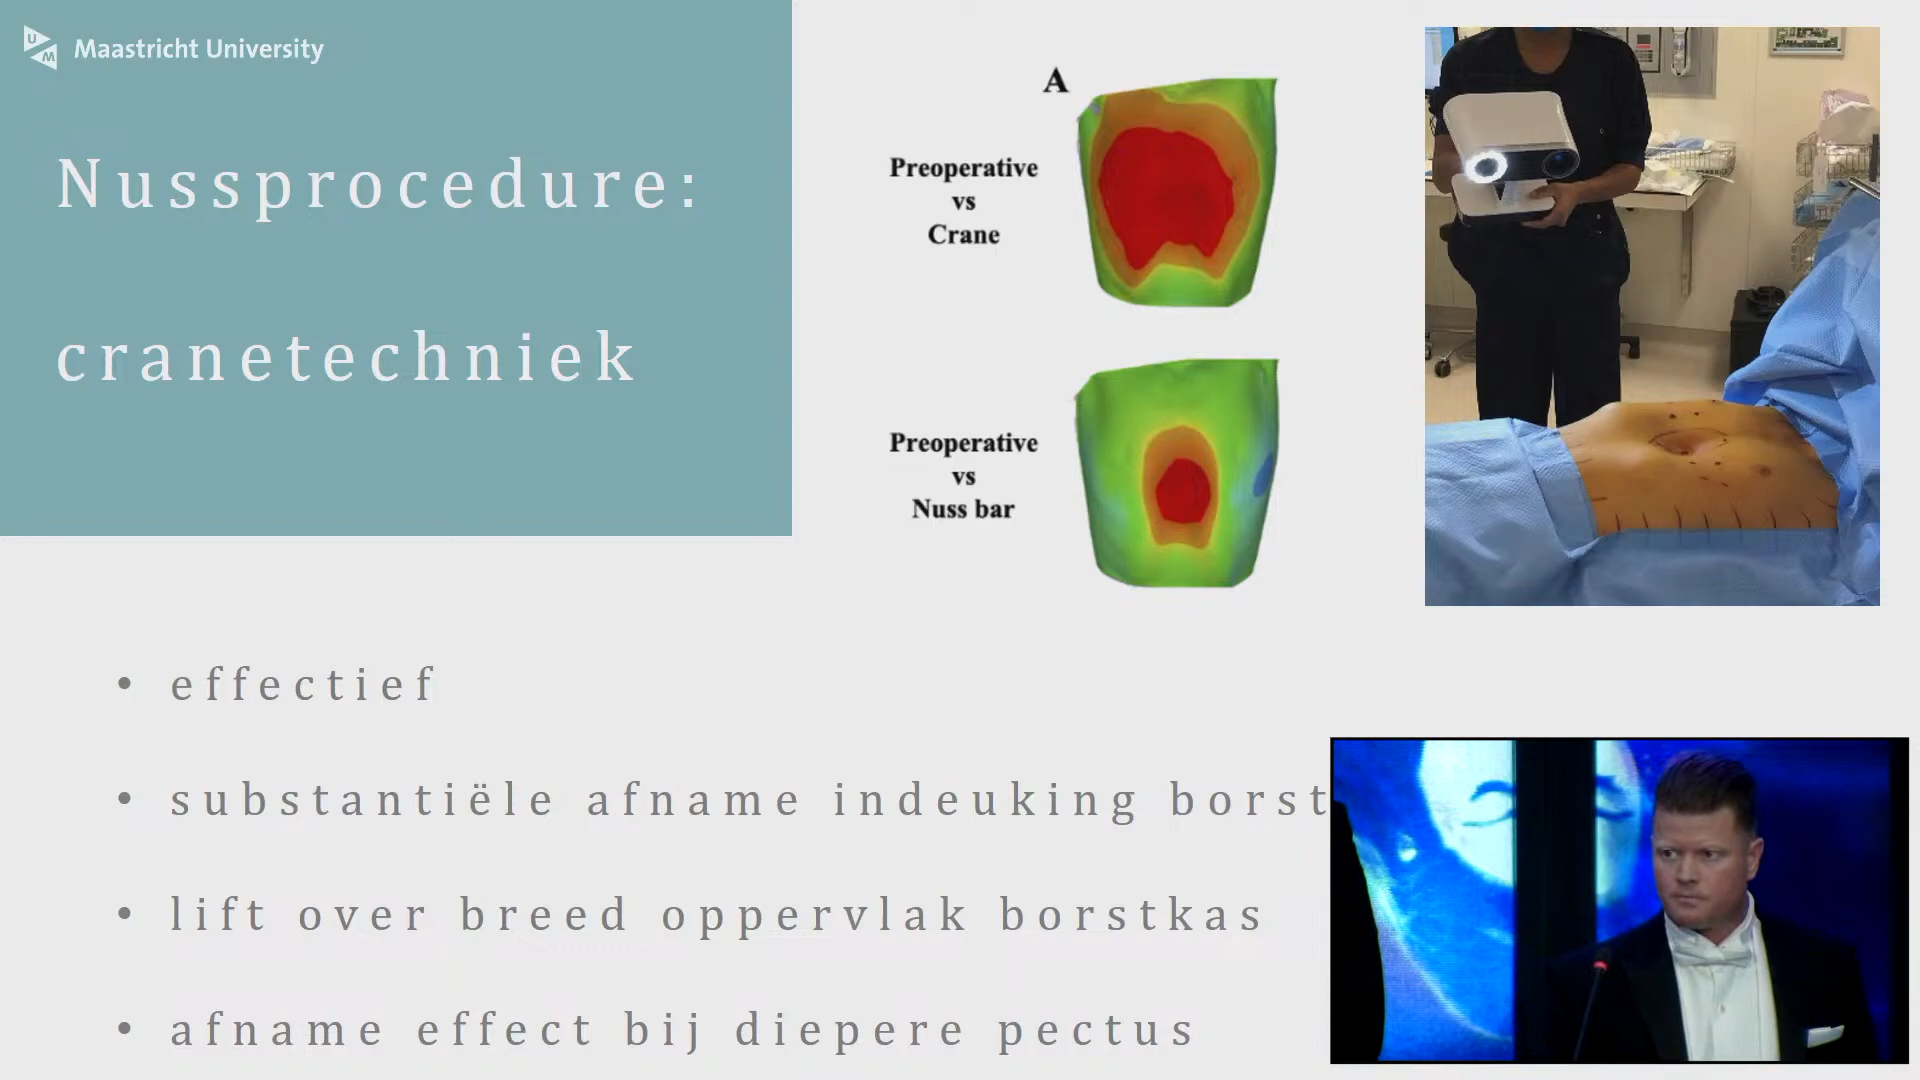 UM Maastricht University
Nussprocedure:
cranetechniek
A
Preoperative
vs
Crane
Preoperative
vs
Nuss bar
• effectief
• substantiële afname indeuking borst
• lift over breed oppervlak borstkas
• afname effect bij diepere pectus